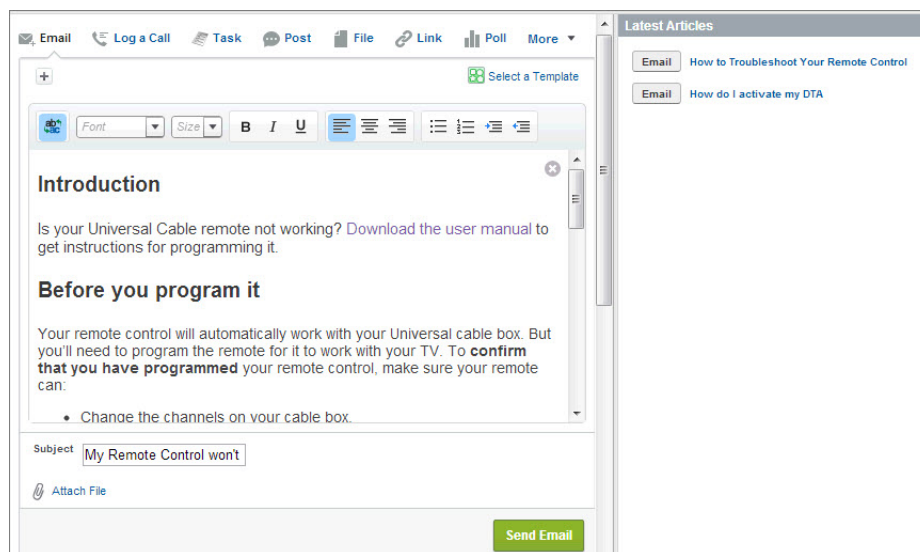 Email Log a Call Task Post File Link Poll More
Select a Template
Font Size B I U
Introduction
Is your Universal Cable remote not working? Download the user manual to
get instructions for programming it.
Before you program it
Your remote control will automatically work with your Universal cable box. But
you'll need to program the remote for it to work with your TV. To confirm
that you have programmed your remote control, make sure your remote
can:
• Change the channels on your cable box.
Subject My Remote Control won't
Attach File
Send Email
Latest Articles
Email How to Troubleshoot Your Remote Control
Email How do I activate my DTA